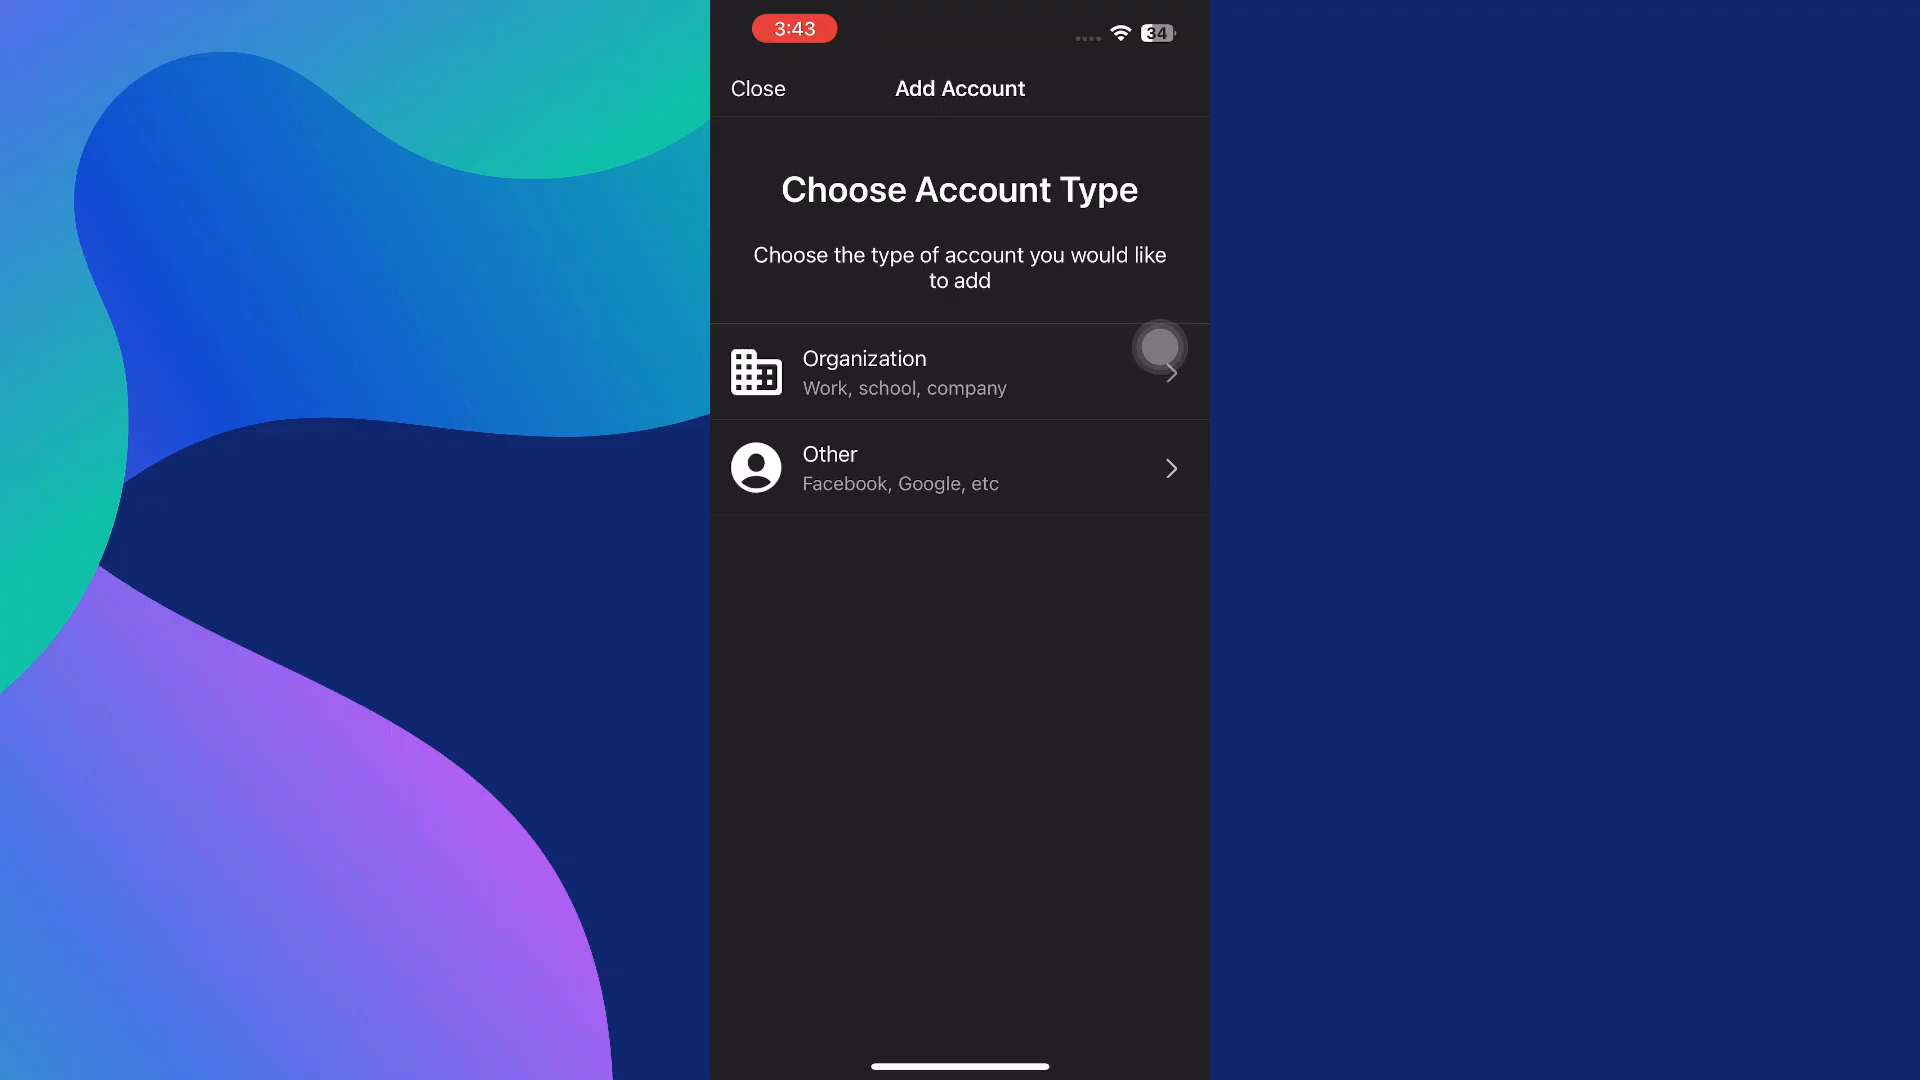 3:43
34
Close
Add Account
Choose Account Type
Choose the type of account you would like
to add
Organization
Work, school, company
Other
Facebook, Google, etc